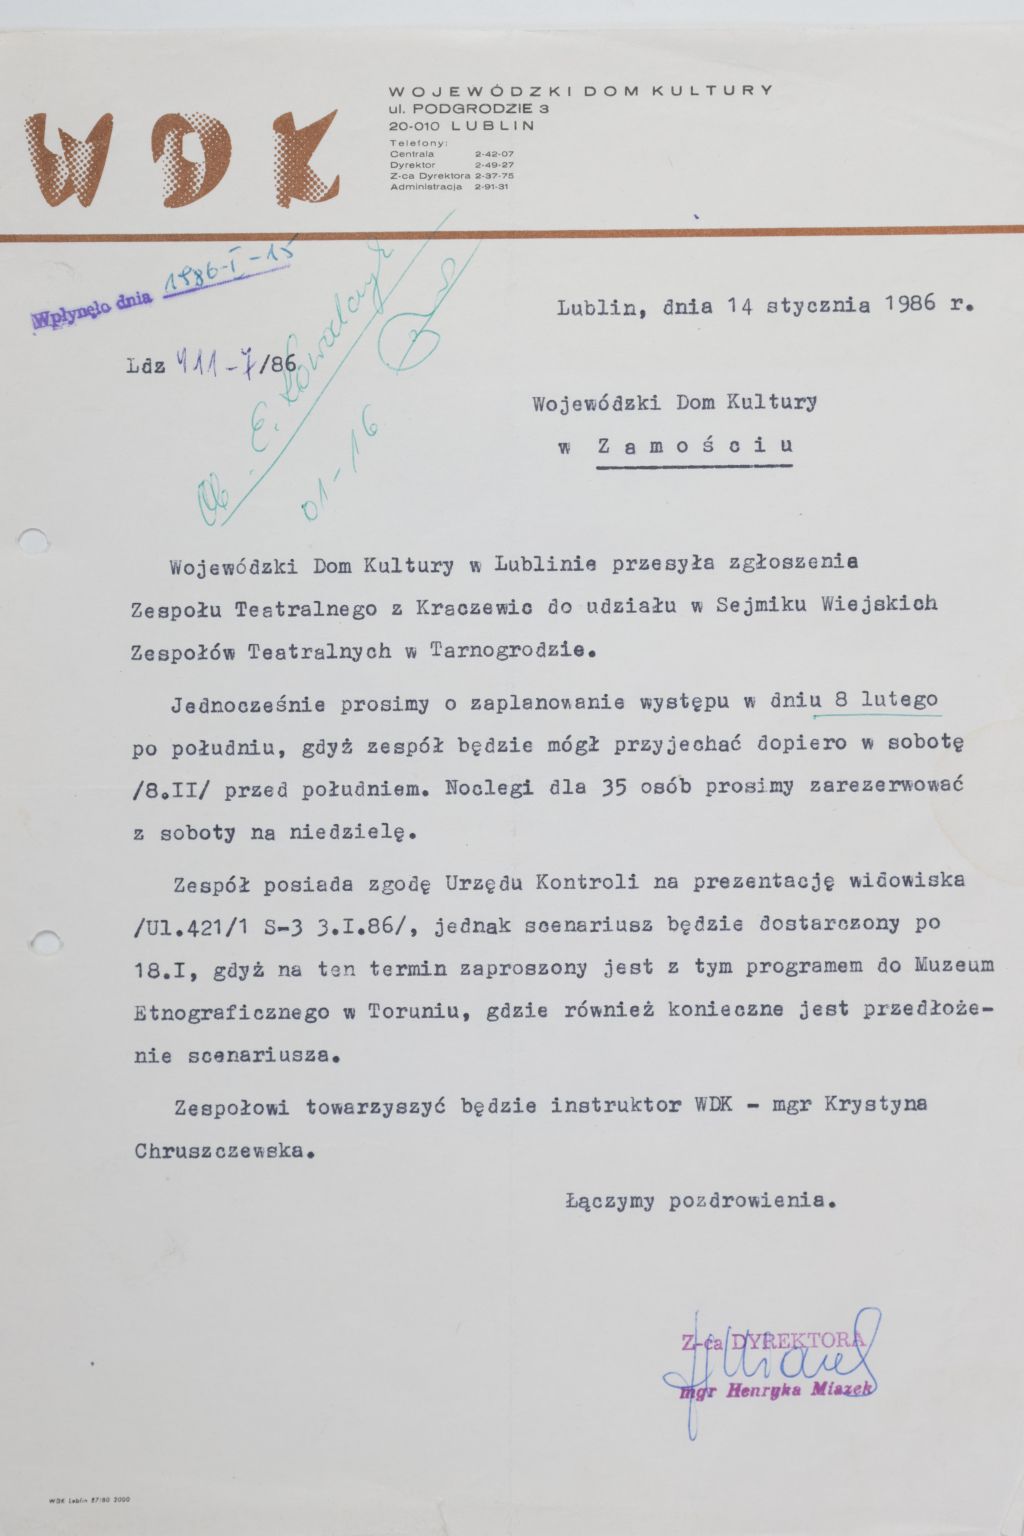 WDK
WOJEWÓDZKI DOM KULTURY
ul. PODGRODZIE 3
20-010 LUBLIN
Telefony:
Centrala 2-42-07
Dyrektor 2-49-27
Z-ca Dyrektora 2-37-75
Administracja 2-91-31
Wpłynęło dnia 1986-I-15
Lublin, dnia 14 stycznia 1986 r.
Ldz 411-7/86
Ob. E.
01-16
Wojewódzki Dom Kultury
w Zamościu
Wojewódzki Dom Kultury w Lublinie przesyła zgłoszenia
Zespołu Teatralnego z Kraczewic do udziału w Sejmiku Wiejskich
Zespołów Teatralnych w Tarnogrodzie.
Jednocześnie prosimy o zaplanowanie występu w dniu 8 lutego
po południu, gdyż zespół będzie mógł przyjechać dopiero w sobotę
/8.II/ przed południem. Noclegi dla 35 osób prosimy zarezerwować
z soboty na niedzielę.
Zespół posiada zgodę Urzędu Kontroli na prezentację widowiska
/Ul.421/1 S-3 3.I.86/, jednak scenariusz będzie dostarczony po
18.I, gdyż na ten termin zaproszony jest z tym programem do Muzeum
Etnograficznego w Toruniu, gdzie również konieczne jest przedłoże-
nie scenariusza.
Zespołowi towarzyszyć będzie instruktor WDK - mgr Krystyna
Chruszczewska.
Łączymy pozdrowienia.
Z-ca DYREKTORA
mgr Henryka Miazek
WDK Lublin 87/80 2000